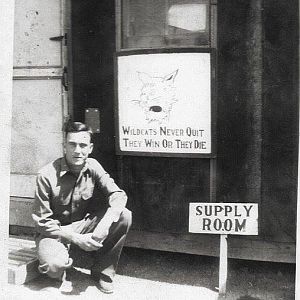 WILDCATS NEVER QUIT
THEY WIN OR THEY DIE
SUPPLY
ROOM